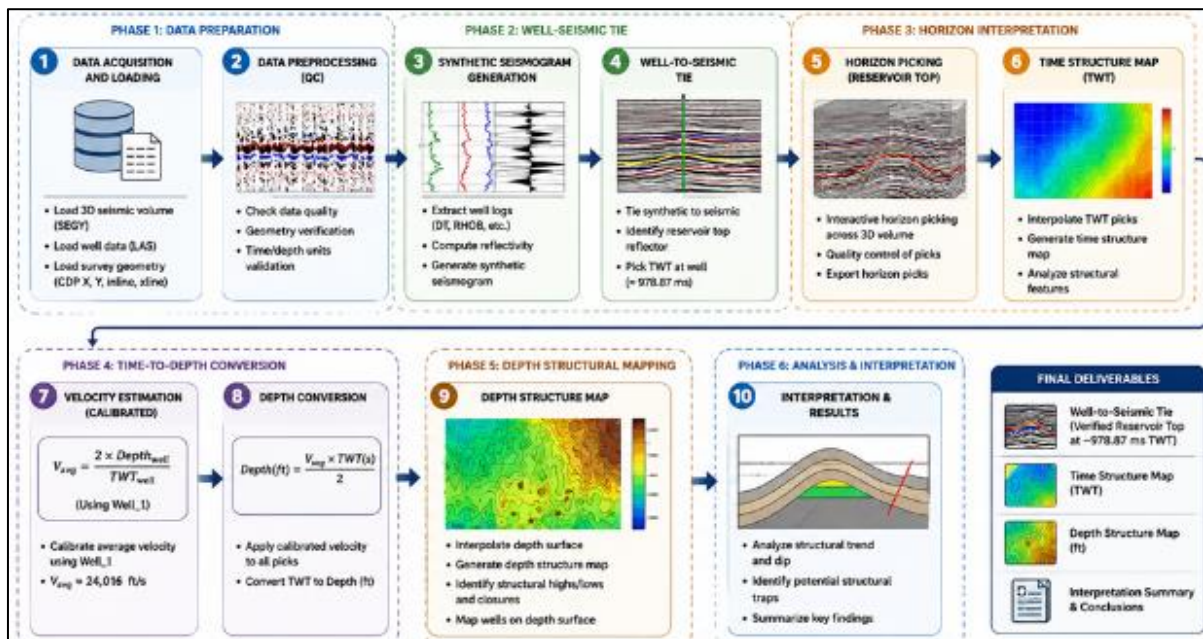 PHASE 1: DATA PREPARATION
PHASE 2: WELL-SEISMIC TIE
PHASE 3: HORIZON INTERPRETATION
1
DATA ACQUISITION
AND LOADING
• Load 3D seismic volume
(SEGY)
• Load well data (LAS)
• Load survey geometry
(CDP X, Y, inline, xline)
2
DATA PREPROCESSING
(QC)
• Check data quality
• Geometry verification
• Time/depth units
validation
3
SYNTHETIC SEISMOGRAM
GENERATION
• Extract well logs
(DT, RHOB, etc.)
• Compute reflectivity
• Generate synthetic
seismogram
4
WELL-TO-SEISMIC
TIE
• Tie synthetic to seismic
• Identify reservoir top
reflector
• Pick TWT at well
(≈ 978.87 ms)
5
HORIZON PICKING
(RESERVOIR TOP)
• Interactive horizon picking
across 3D volume
• Quality control of picks
• Export horizon picks
6
TIME STRUCTURE MAP
(TWT)
• Interpolate TWT picks
• Generate time structure
map
• Analyze structural
features
PHASE 4: TIME-TO-DEPTH CONVERSION
PHASE 5: DEPTH STRUCTURAL MAPPING
PHASE 6: ANALYSIS & INTERPRETATION
7
VELOCITY ESTIMATION
(CALIBRATED)
V_avg = 2 × Depth_well / TWT_well
(Using Well_1)
• Calibrate average velocity
using Well_1
• V_avg ≈ 24,016 ft/s
8
DEPTH CONVERSION
Depth(ft) = V_avg × TWT(s) / 2
• Apply calibrated velocity
to all picks
• Convert TWT to Depth (ft)
9
DEPTH STRUCTURE MAP
• Interpolate depth surface
• Generate depth structure map
• Identify structural highs/lows
and closures
• Map wells on depth surface
10
INTERPRETATION &
RESULTS
• Analyze structural trend
and dip
• Identify potential structural
traps
• Summarize key findings
FINAL DELIVERABLES
Well-to-Seismic Tie
(Verified Reservoir Top
at ~978.87 ms TWT)
Time Structure Map
(TWT)
Depth Structure Map
(ft)
Interpretation Summary
& Conclusions